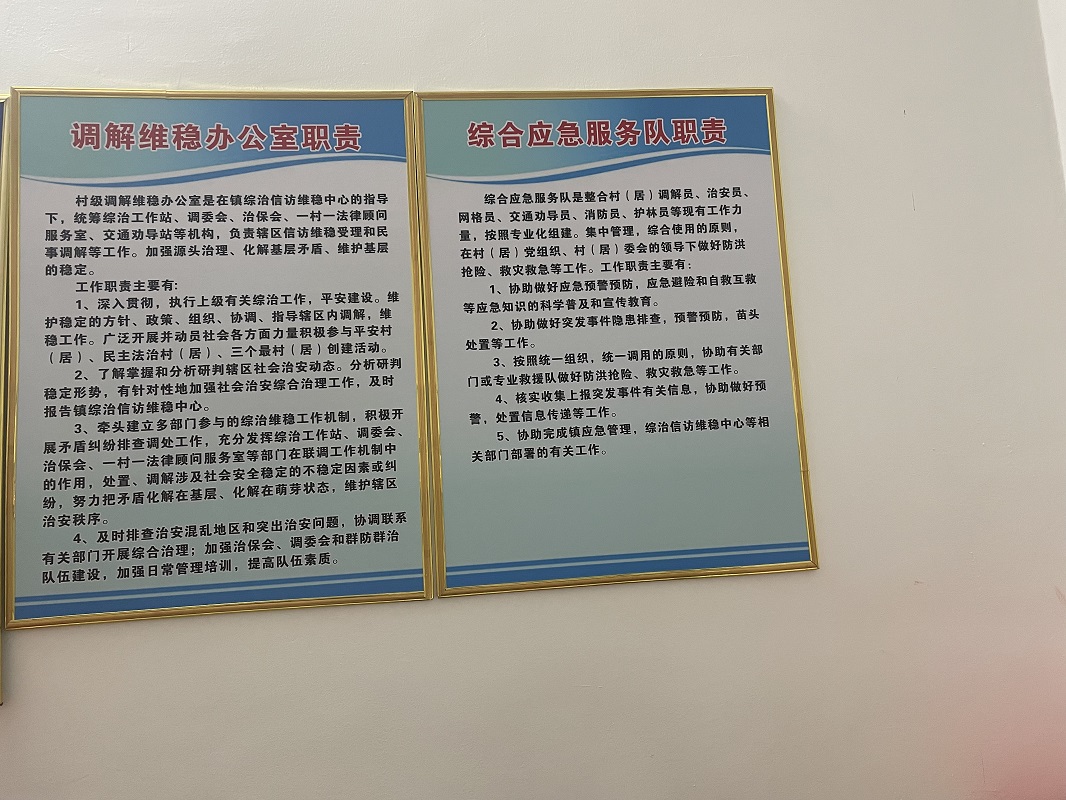 调解维稳办公室职责
村级调解维稳办公室是在镇综治信访维稳中心的指导
下，统筹综治工作站、调委会、治保会、一村一法律顾问
服务室、交通劝导站等机构，负责辖区信访维稳受理和民
事调解等工作。加强源头治理、化解基层矛盾、维护基层
的稳定。
工作职责主要有：
1、深入贯彻，执行上级有关综治工作，平安建设。维
护稳定的方针、政策、组织、协调、指导辖区内调解，维
稳工作。广泛开展并动员社会各方面力量积极参与平安村
（居）、民主法治村（居）、三个最村（居）创建活动。
2、了解掌握和分析研判辖区社会治安动态。分析研判
稳定形势，有针对性地加强社会治安综合治理工作，及时
报告镇综治信访维稳中心。
3、牵头建立多部门参与的综治维稳工作机制，积极开
展矛盾纠纷排查调处工作，充分发挥综治工作站、调委会、
治保会、一村一法律顾问服务室等部门在联调工作机制中
的作用，处置、调解涉及社会安全稳定的不稳定因素或纠
纷，努力把矛盾化解在基层、化解在萌芽状态，维护辖区
治安秩序。
4、及时排查治安混乱地区和突出治安问题，协调联系
有关部门开展综合治理；加强治保会、调委会和群防群治
队伍建设，加强日常管理培训，提高队伍素质。
综合应急服务队职责
综合应急服务队是整合村（居）调解员、治安员、
网格员、交通劝导员、消防员、护林员等现有工作力
量，按照专业化组建。集中管理，综合使用的原则，
在村（居）党组织、村（居）委会的领导下做好防洪
抢险、救灾救急等工作。工作职责主要有：
1、协助做好应急预警预防，应急避险和自救互救
等应急知识的科学普及和宣传教育。
2、协助做好突发事件隐患排查，预警预防，苗头
处置等工作。
3、按照统一组织，统一调用的原则，协助有关部
门或专业救援队做好防洪抢险、救灾救急等工作。
4、核实收集上报突发事件有关信息，协助做好预
警，处置信息传递等工作。
5、协助完成镇应急管理，综治信访维稳中心等相
关部门部署的有关工作。